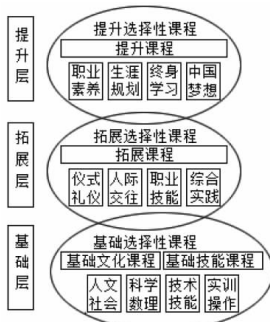 提升层
提升选择性课程
提升课程
职业素养
生涯规划
终身学习
中国梦想
拓展层
拓展选择性课程
拓展课程
仪式礼仪
人际交往
职业技能
综合实践
基础层
基础选择性课程
基础文化课程
基础技能课程
人文社会
科学数理
技术技能
实训操作